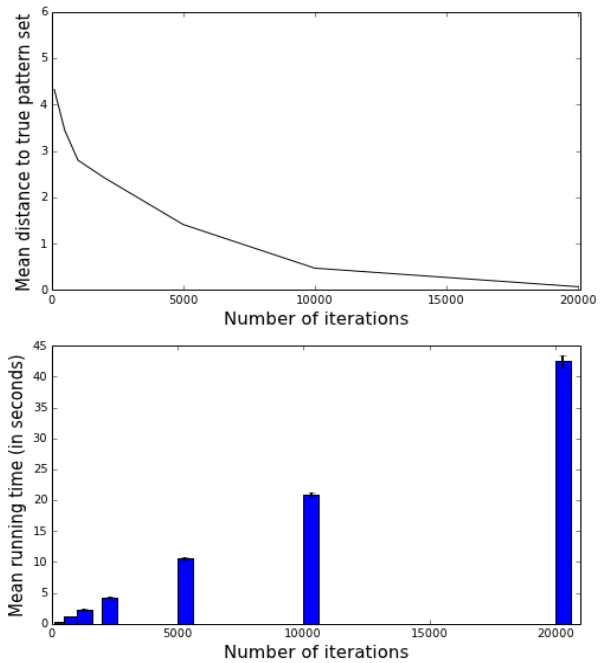 Mean distance to true pattern set
6
5
4
3
2
1
0
0 5000 10000 15000 20000
Number of iterations
Mean running time (in seconds)
45
40
35
30
25
20
15
10
5
0
0 5000 10000 15000 20000
Number of iterations